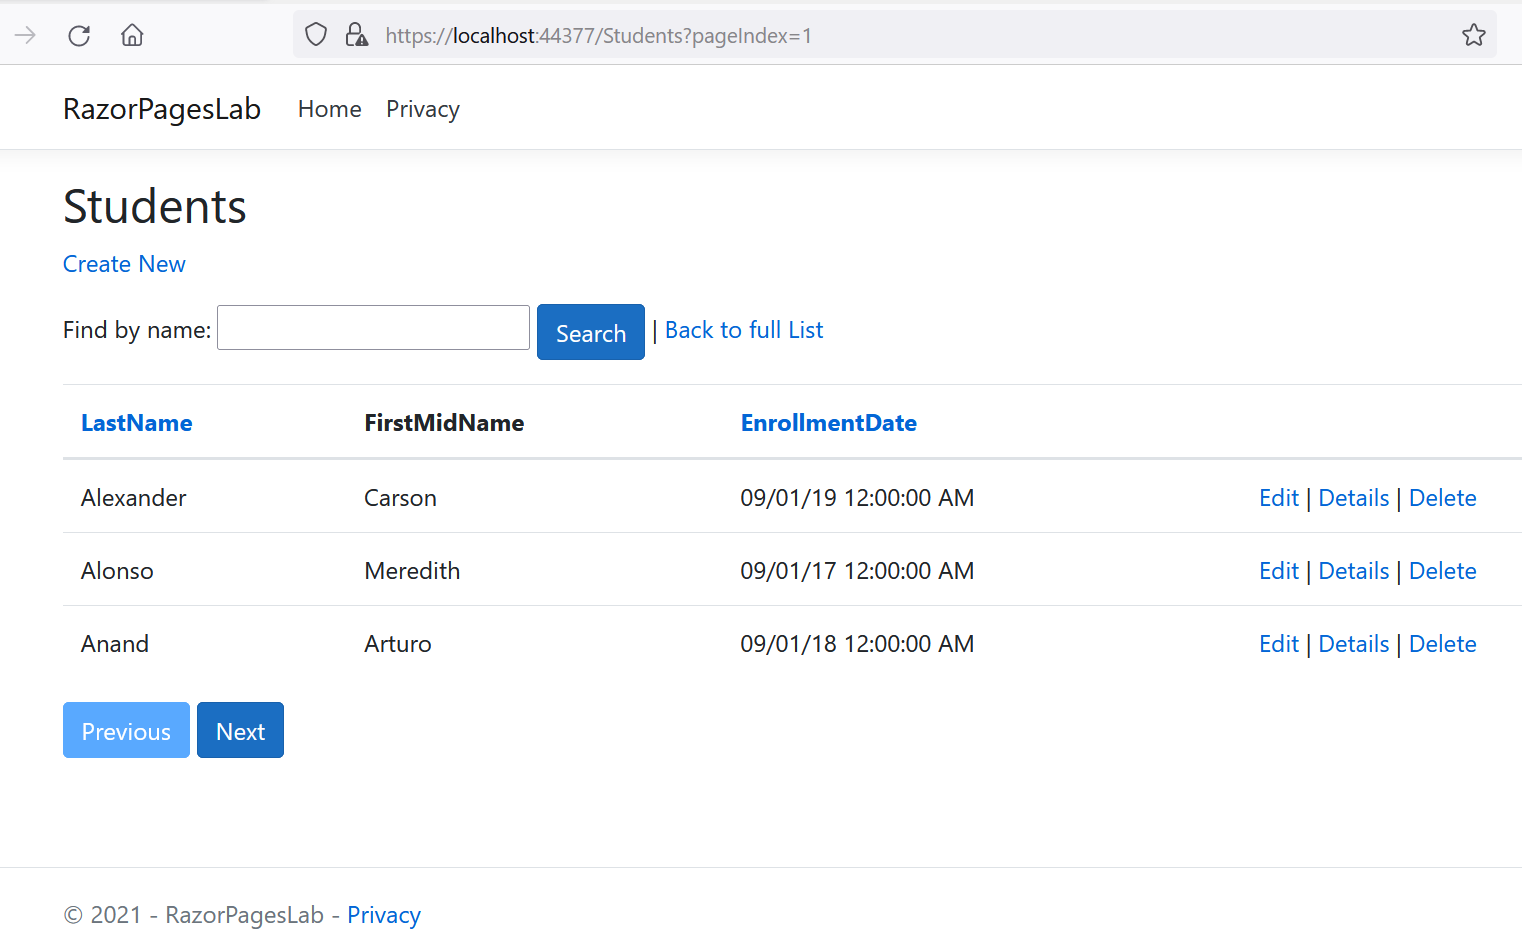 https://localhost:44377/Students?pageIndex=1
RazorPagesLab Home Privacy
Students
Create New
Find by name: Search | Back to full List
LastName FirstMidName EnrollmentDate
Alexander Carson 09/01/19 12:00:00 AM Edit | Details | Delete
Alonso Meredith 09/01/17 12:00:00 AM Edit | Details | Delete
Anand Arturo 09/01/18 12:00:00 AM Edit | Details | Delete
Previous Next
© 2021 - RazorPagesLab - Privacy